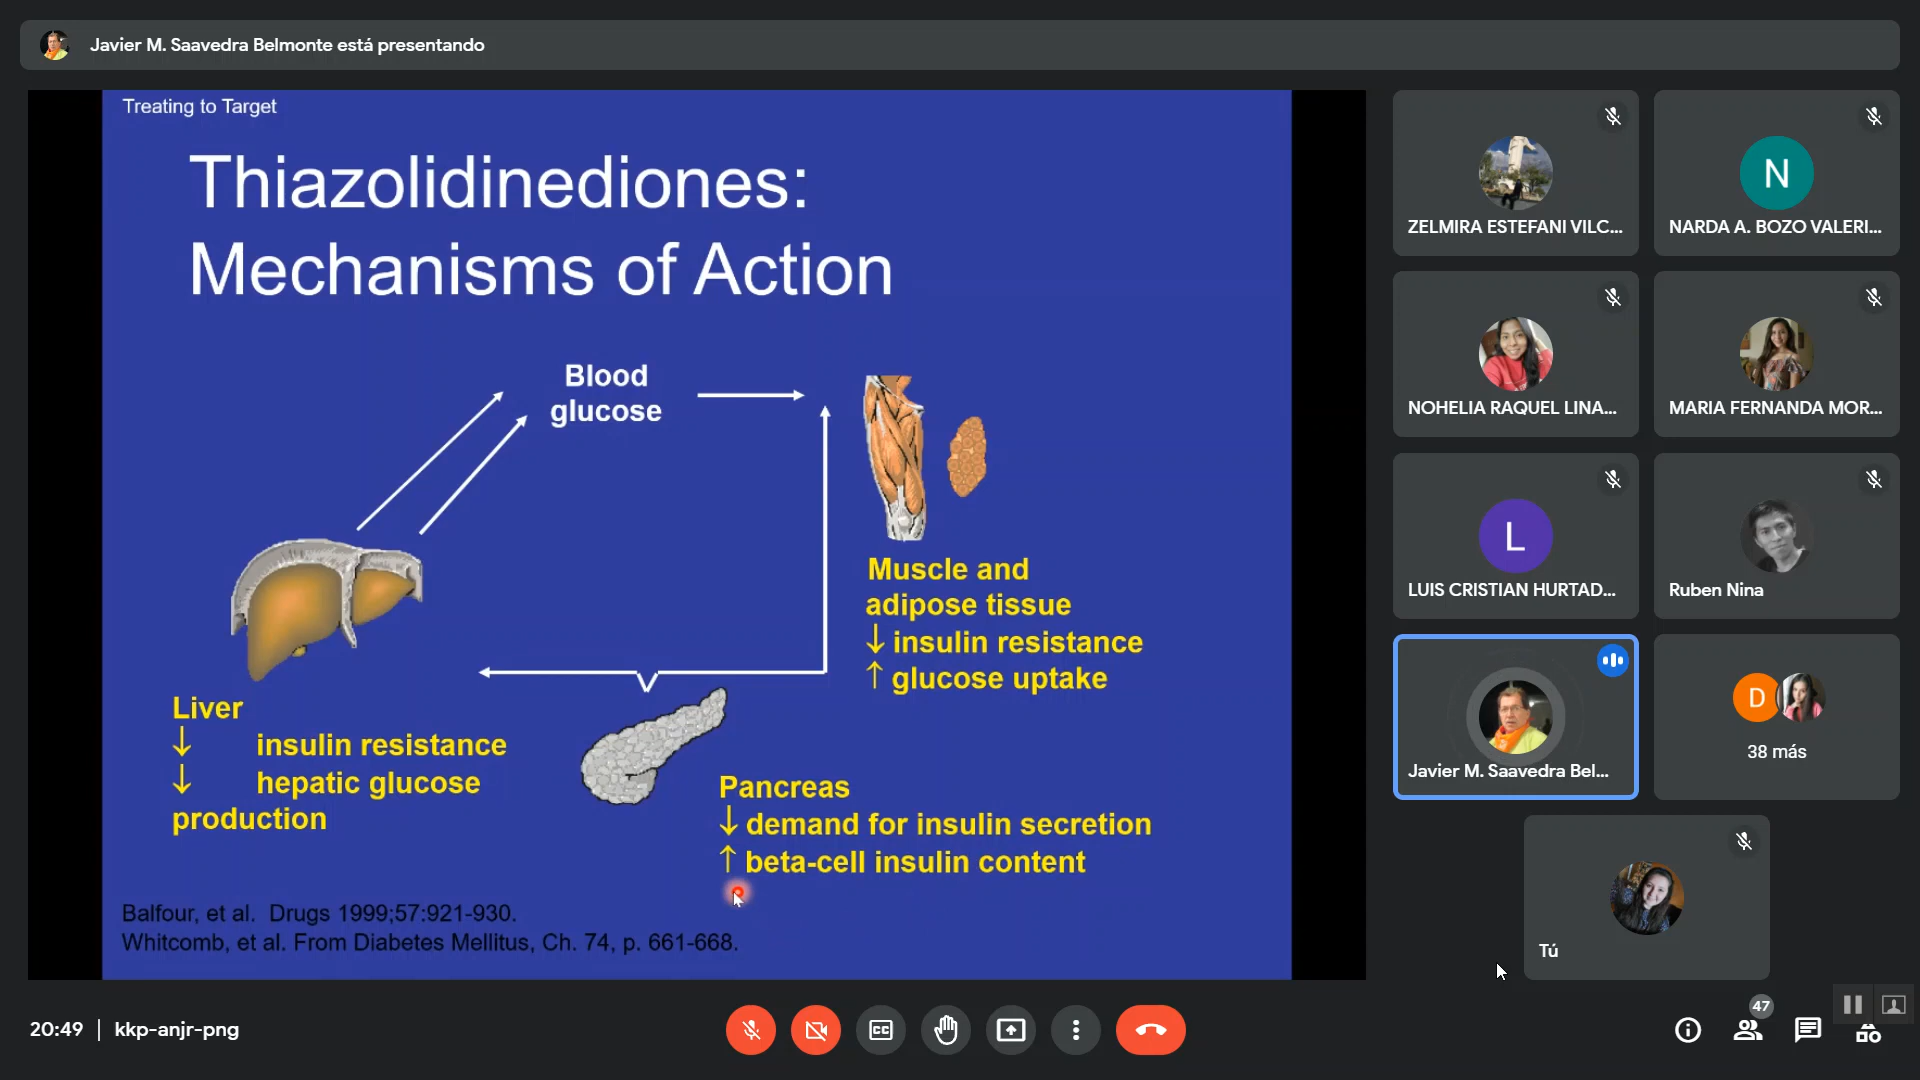 Javier M. Saavedra Belmonte está presentando
Treating to Target
Thiazolidinediones:
Mechanisms of Action
Blood
glucose
Muscle and
adipose tissue
↓ insulin resistance
↑ glucose uptake
Liver
↓ insulin resistance
↓ hepatic glucose
production
Pancreas
↓ demand for insulin secretion
↑ beta-cell insulin content
Balfour, et al. Drugs 1999;57:921-930.
Whitcomb, et al. From Diabetes Mellitus, Ch. 74, p. 661-668.
ZELMIRA ESTEFANI VILC...
N
NARDA A. BOZO VALERI...
NOHELIA RAQUEL LINA...
MARIA FERNANDA MOR...
L
LUIS CRISTIAN HURTAD...
Ruben Nina
Javier M. Saavedra Bel...
D
38 más
Tú
20:49 | kkp-anjr-png
CC
47